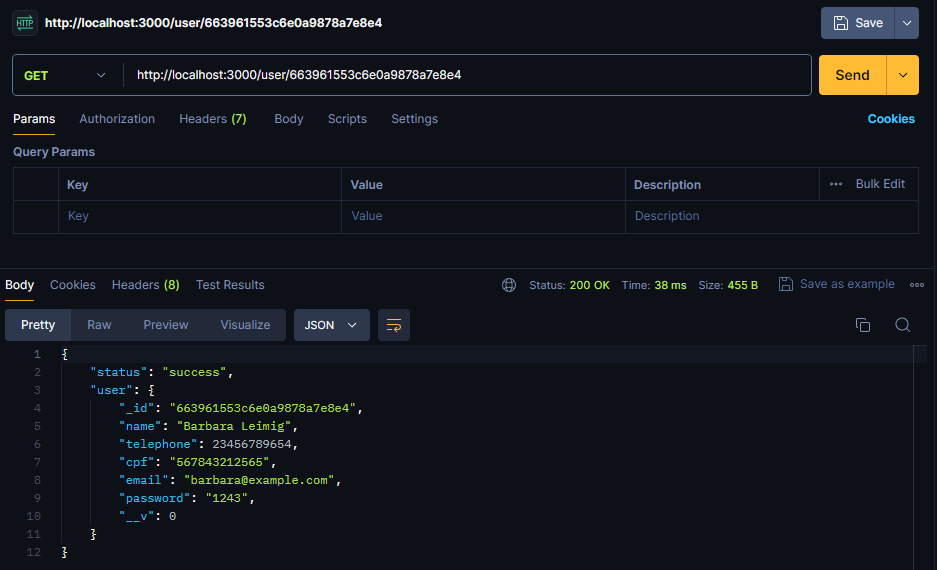 HTTP http://localhost:3000/user/663961553c6e0a9878a7e8e4 Save
GET http://localhost:3000/user/663961553c6e0a9878a7e8e4 Send
Params Authorization Headers (7) Body Scripts Settings Cookies
Query Params
Key Value Description ••• Bulk Edit
Key Value Description
Body Cookies Headers (8) Test Results Status: 200 OK Time: 38 ms Size: 455 B Save as example
Pretty Raw Preview Visualize JSON
1 {
2 "status": "success",
3 "user": {
4 "_id": "663961553c6e0a9878a7e8e4",
5 "name": "Barbara Leimig",
6 "telephone": 23456789654,
7 "cpf": "567843212565",
8 "email": "barbara@example.com",
9 "password": "1243",
10 "__v": 0
11 }
12 }